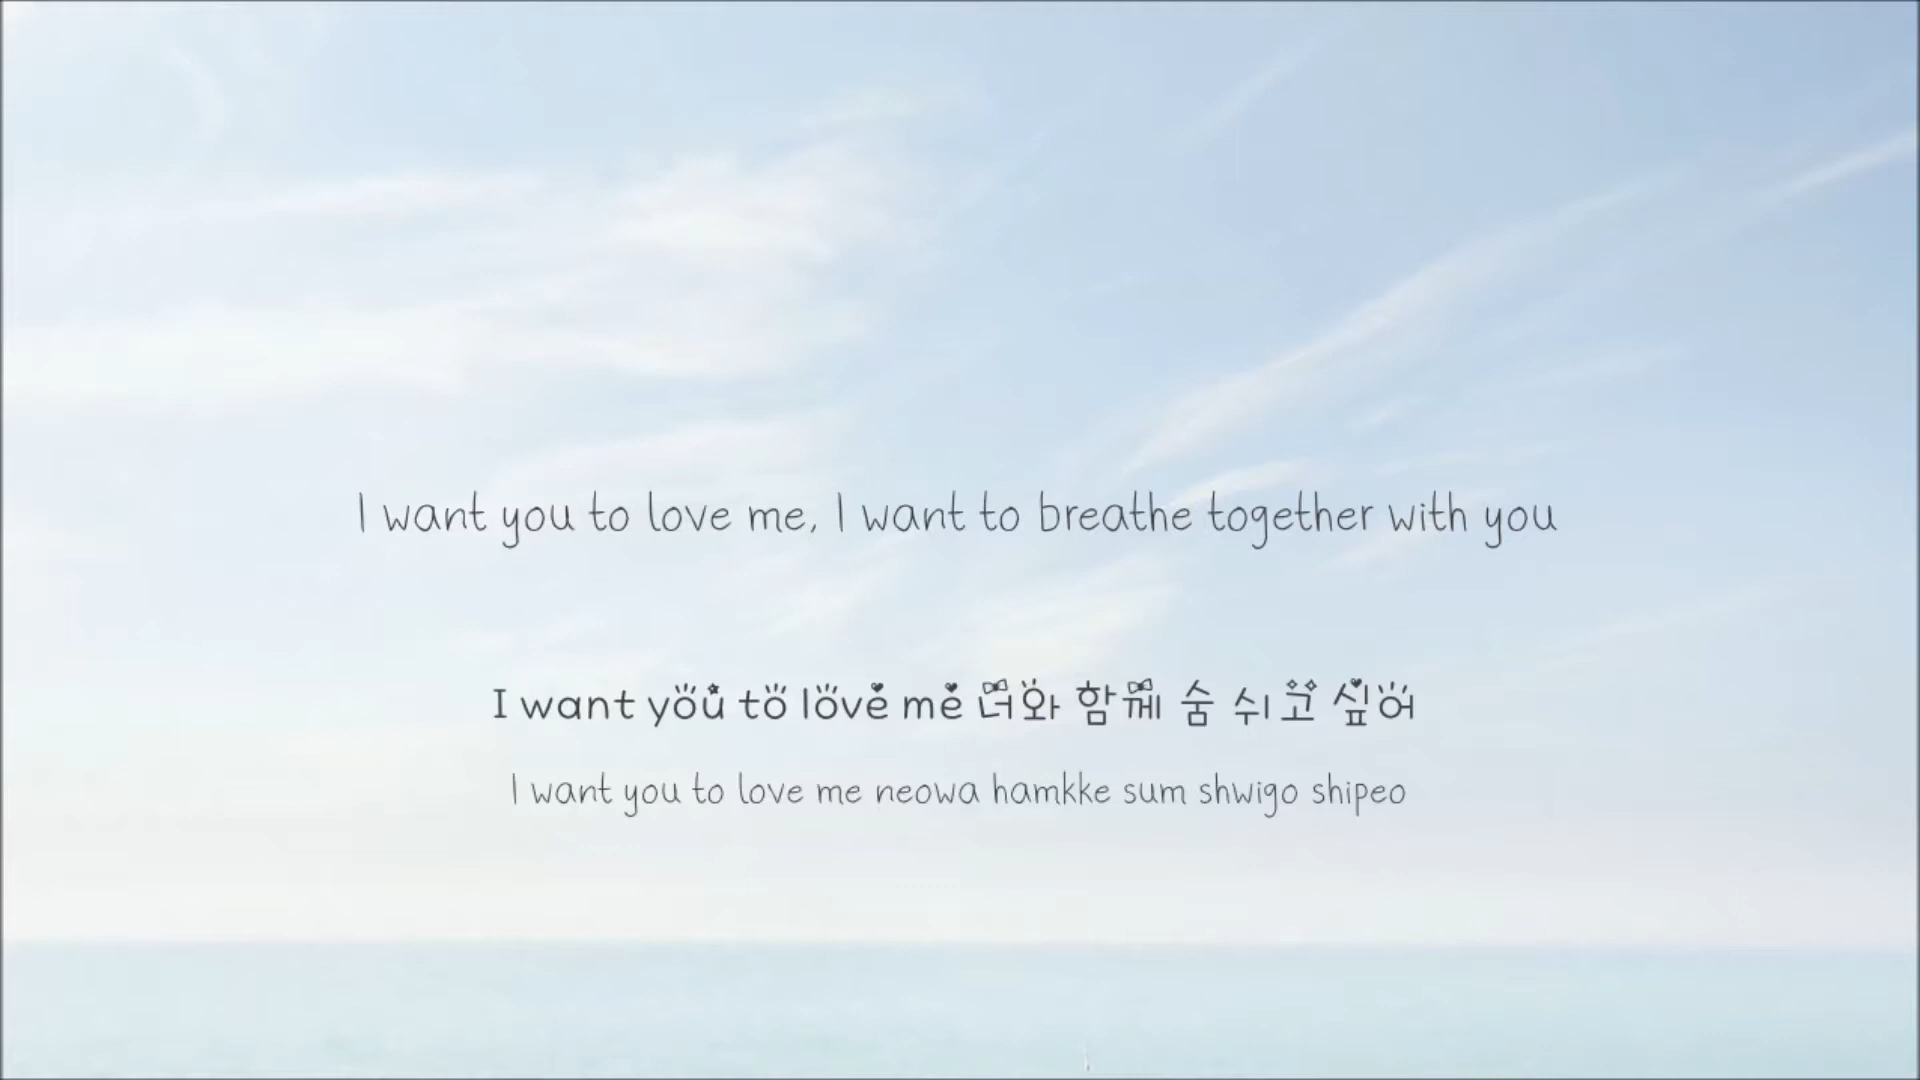 I want you to love me, I want to breathe together with you
I want you to love me 너와 함께 숨 쉬고 싶어
I want you to love me neowa hamkke sum shwigo shipeo